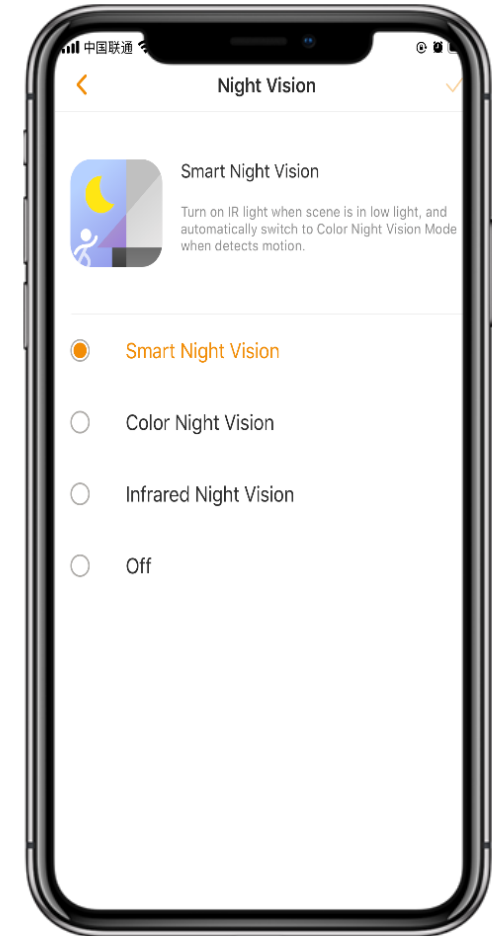 中国联通
Night Vision
Smart Night Vision
Turn on IR light when scene is in low light, and
automatically switch to Color Night Vision Mode
when detects motion.
Smart Night Vision
Color Night Vision
Infrared Night Vision
Off